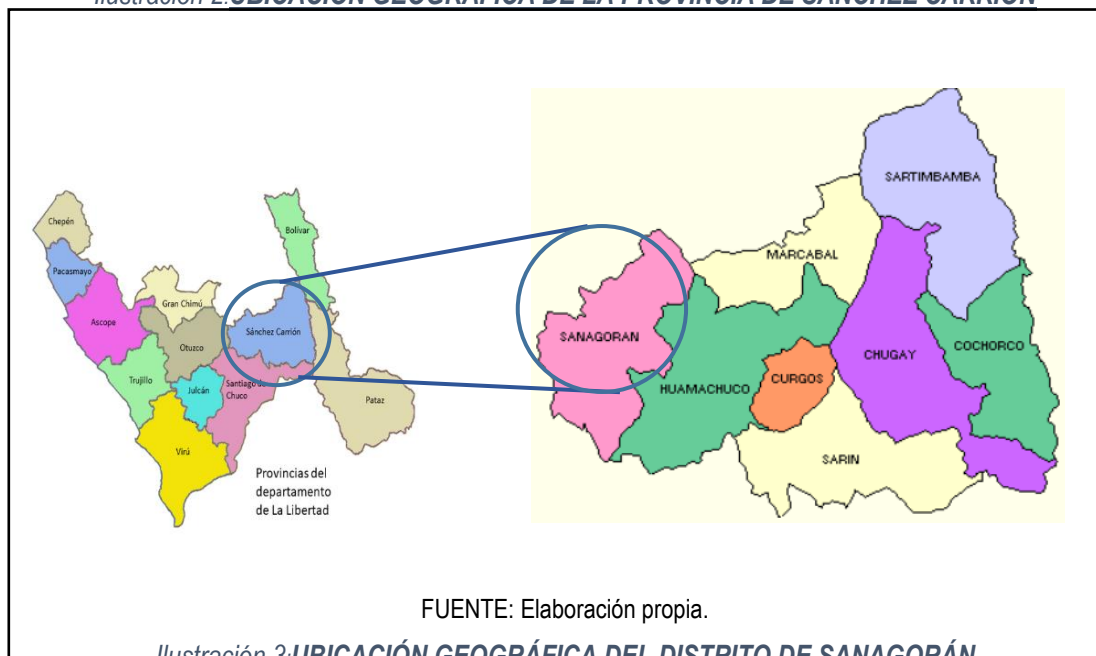 Ilustración 2:UBICACIÓN GEOGRÁFICA DE LA PROVINCIA DE SÁNCHEZ CARRIÓN
Chepén
Pacasmayo
Ascope
Gran Chimú
Otuzco
Trujillo
Julcán
Virú
Santiago de
Chuco
Sánchez Carrión
Bolívar
Pataz
Provincias del
departamento
de La Libertad
SARTIMBAMBA
MARCABAL
SANAGORAN
HUAMACHUCO
CURGOS
CHUGAY
COCHORCO
SARIN
FUENTE: Elaboración propia.
Ilustración 3:UBICACIÓN GEOGRÁFICA DEL DISTRITO DE SANAGORÁN